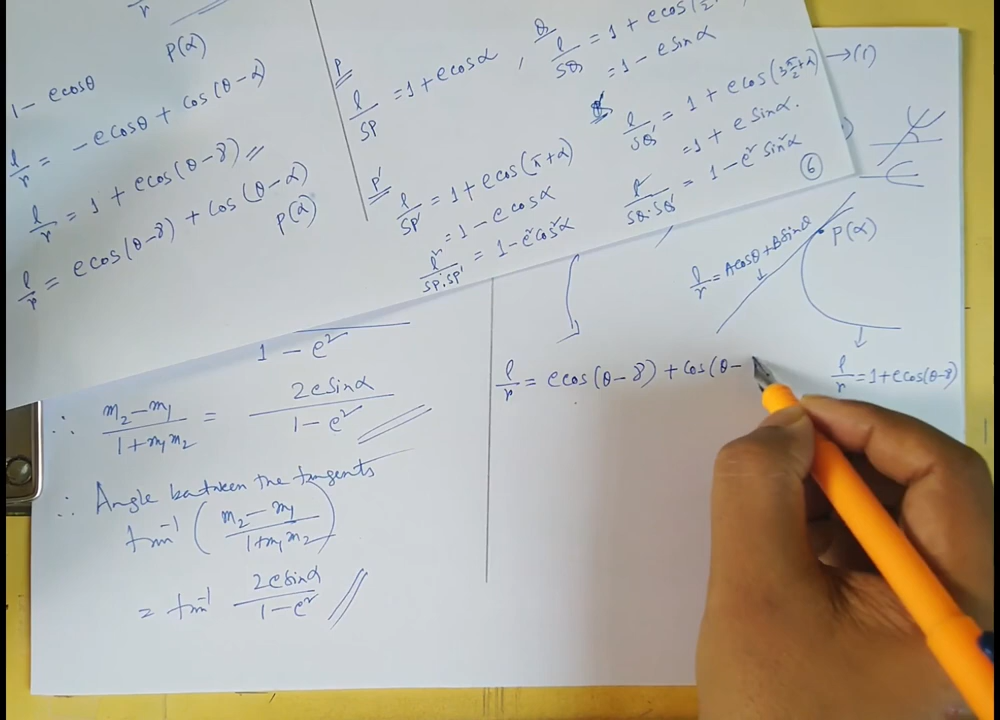 r
P(α)
1 - e cosθ
l/r = - e cosθ + cos(θ-α)
l/r = 1 + e cos(θ-γ)
l/r = e cos(θ-γ) + cos(θ-α)
P(α)
P
l/SP = 1 + e cosα ,
Q
l/SQ = 1 + e cos(
= 1 - e sinα
P'
l/SP' = 1 + e cos(π+α)
= 1 - e cosα
l²/SP.SP' = 1 - e²cos²α
l/SQ' = 1 + e cos(3π/2+α) → (1)
= 1 + e sinα.
l²/SQ.SQ' = 1 - e² sin²α
6
1 - e²
∴ m₂-m₁/1+m₁m₂ = 2e sinα/1-e²
∴ Angle between the tangents
tan⁻¹ (m₂-m₁/1+m₁m₂)
= tan⁻¹ 2e sinα/1-e²
l/r = A cosθ + B sinθ
P(α)
l/r = 1+e cos(θ-γ)
l/r = e cos(θ-γ) + cos(θ-